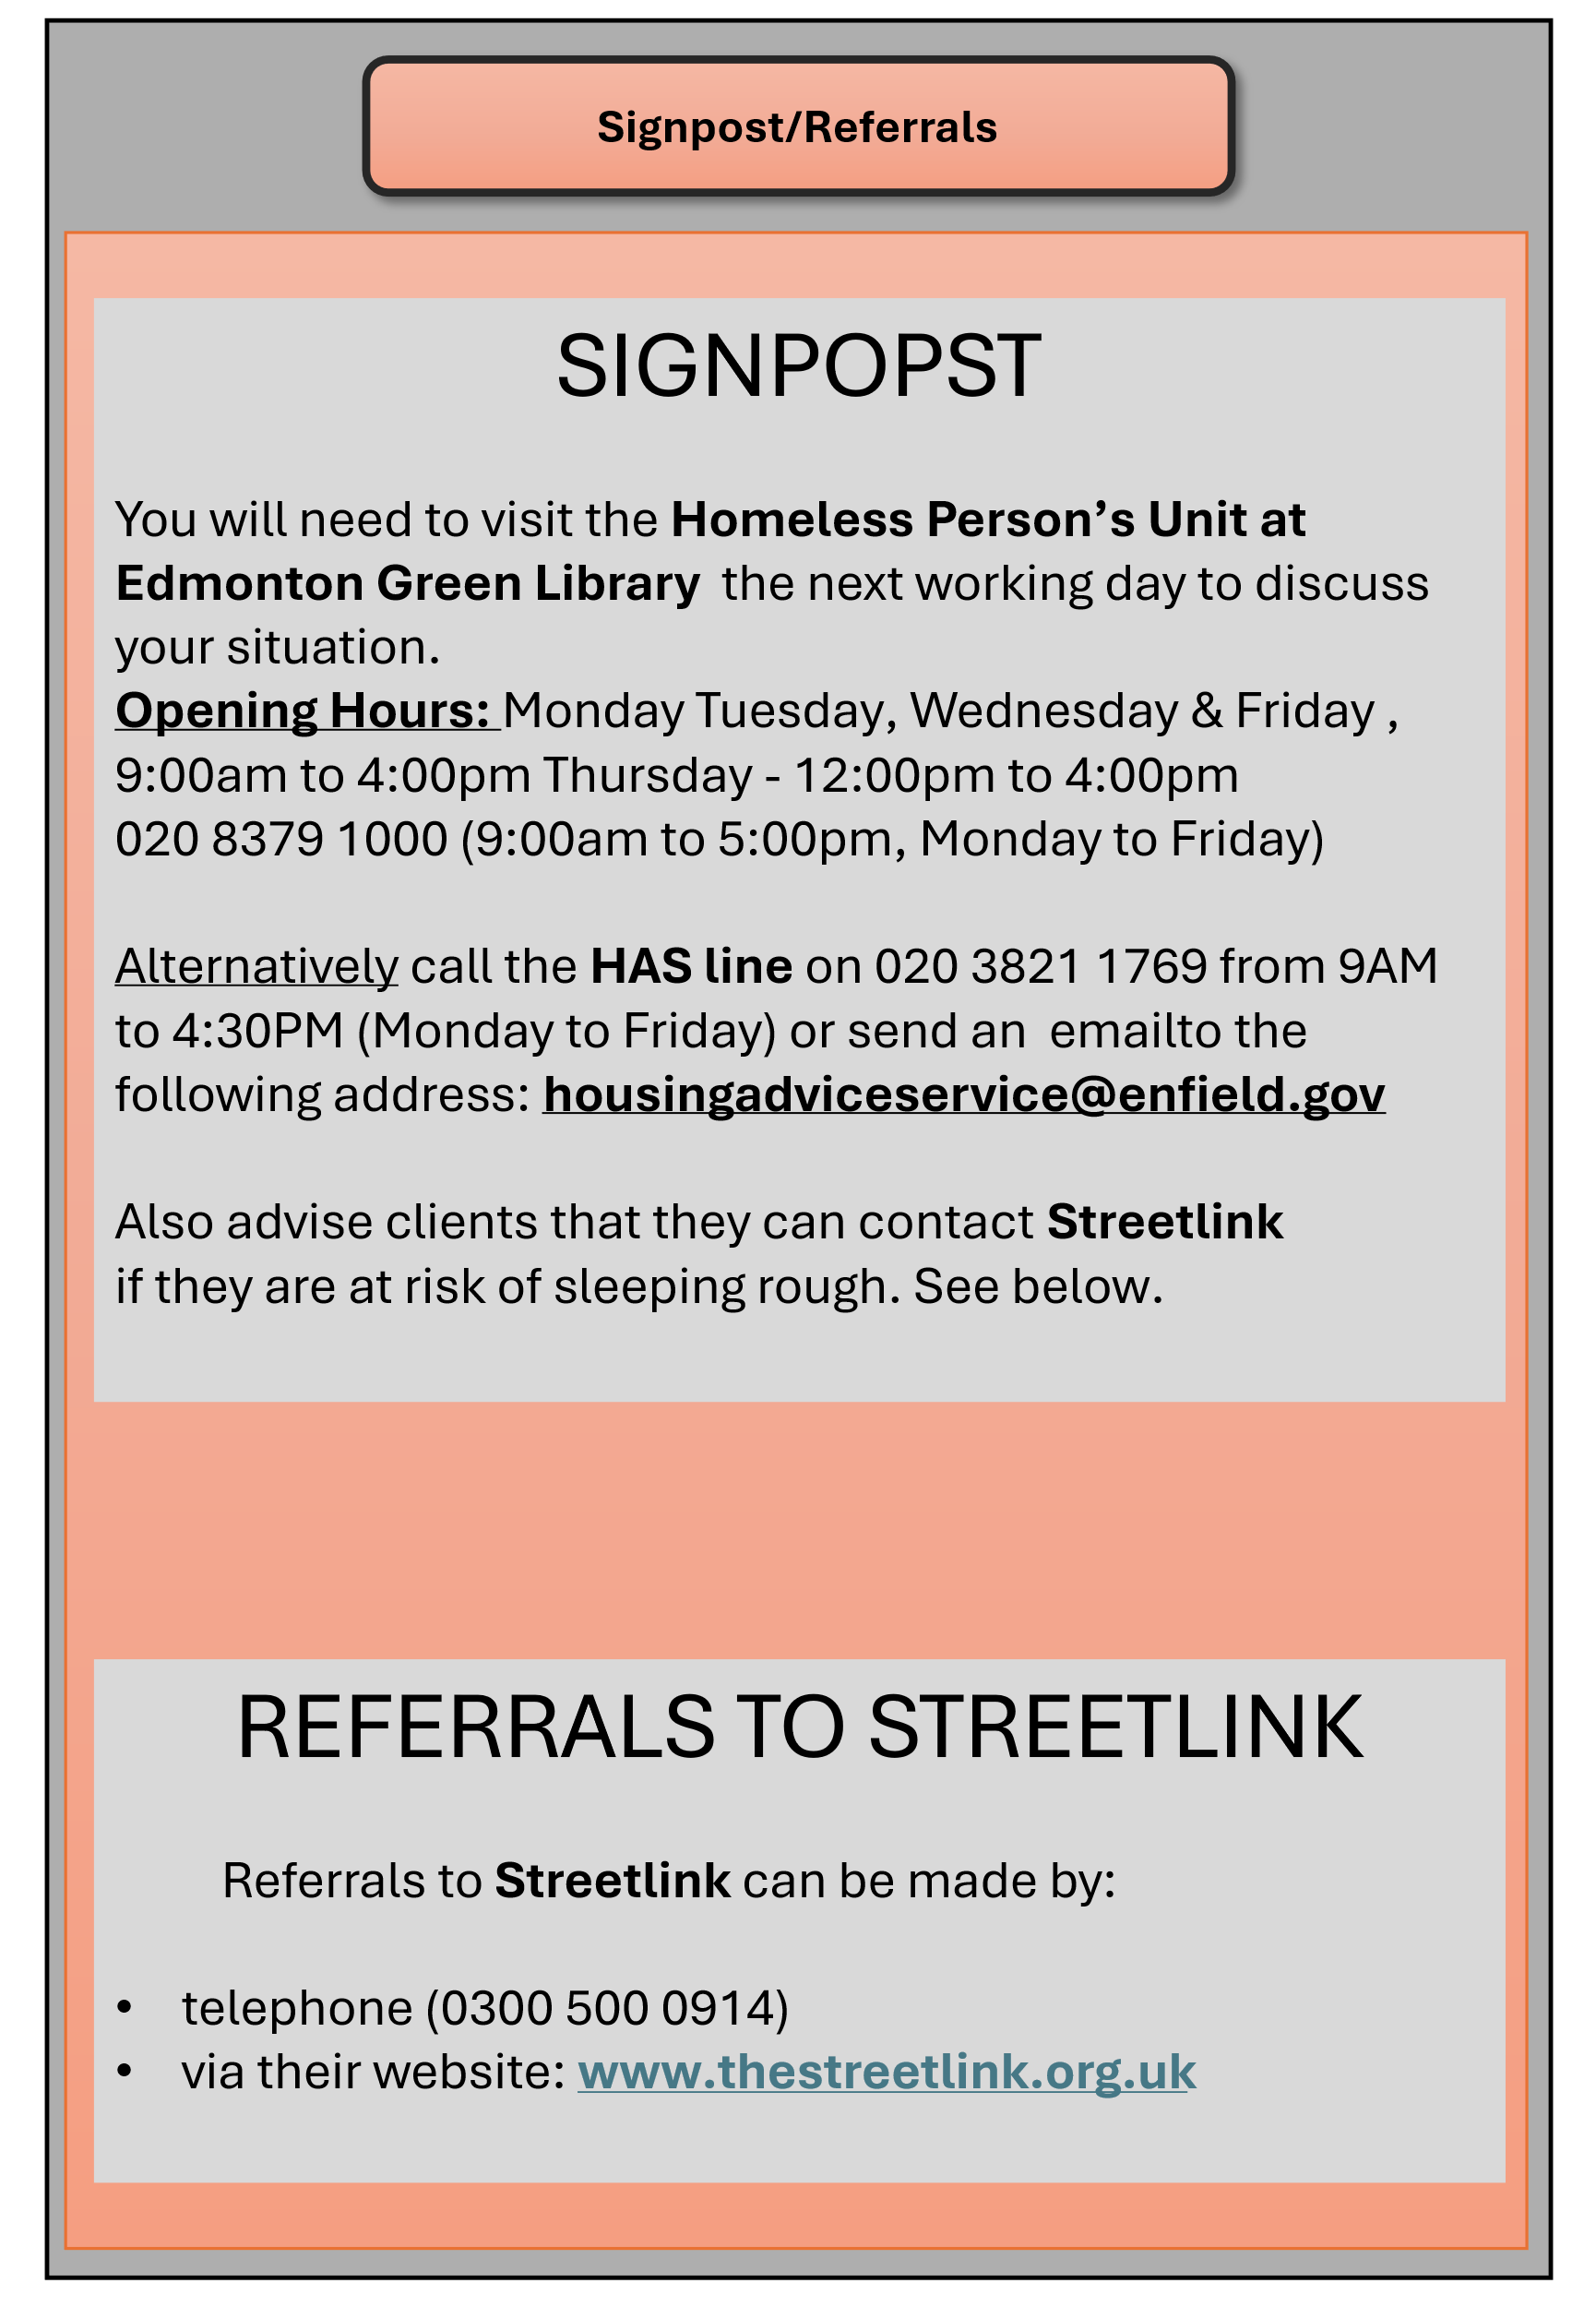 Signpost/Referrals
SIGNPOPST
You will need to visit the Homeless Person’s Unit at
Edmonton Green Library  the next working day to discuss
your situation.
Opening Hours: Monday Tuesday, Wednesday & Friday ,
9:00am to 4:00pm Thursday - 12:00pm to 4:00pm
020 8379 1000 (9:00am to 5:00pm, Monday to Friday)
Alternatively call the HAS line on 020 3821 1769 from 9AM
to 4:30PM (Monday to Friday) or send an  emailto the
following address: housingadviceservice@enfield.gov
Also advise clients that they can contact Streetlink
if they are at risk of sleeping rough. See below.
REFERRALS TO STREETLINK
Referrals to Streetlink can be made by:
• telephone (0300 500 0914)
• via their website: www.thestreetlink.org.uk